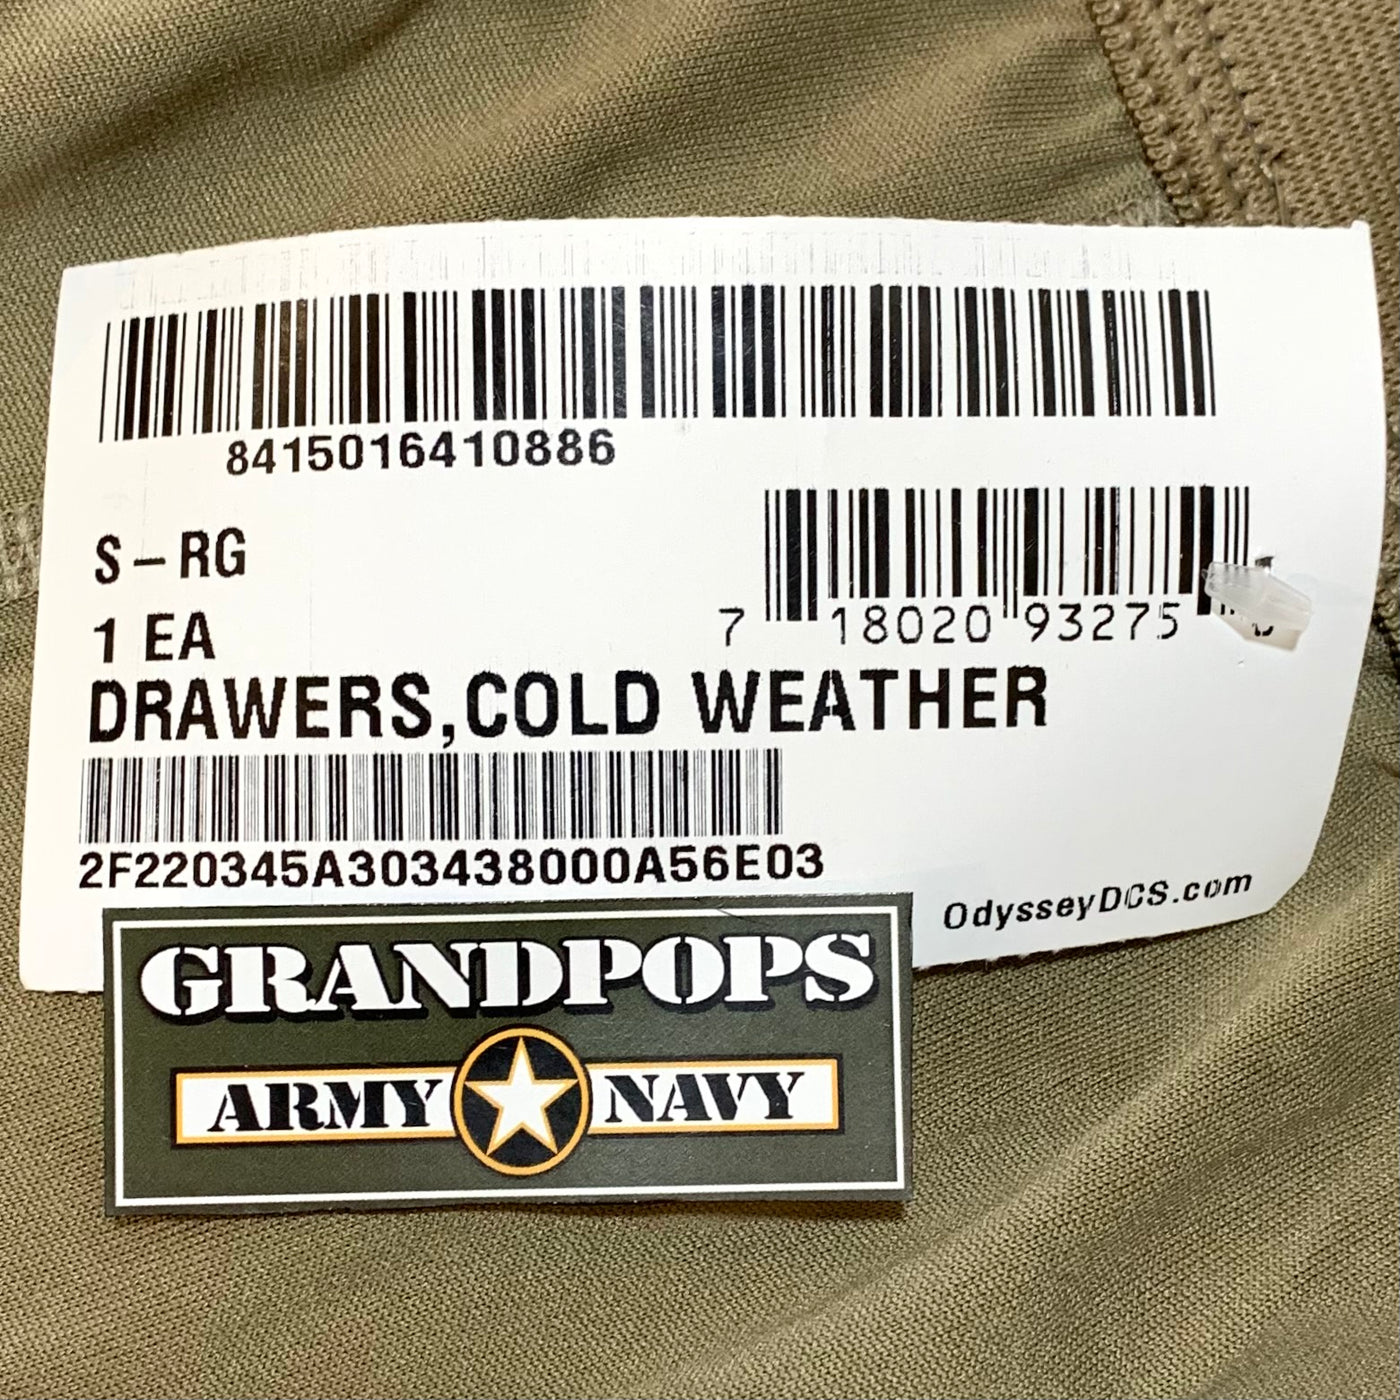 8415016410886
S-RG
1 EA
7 18020 93275
DRAWERS,COLD WEATHER
2F220345A303438000A56E03
OdysseyDCS.com
GRANDPOPS
ARMY NAVY